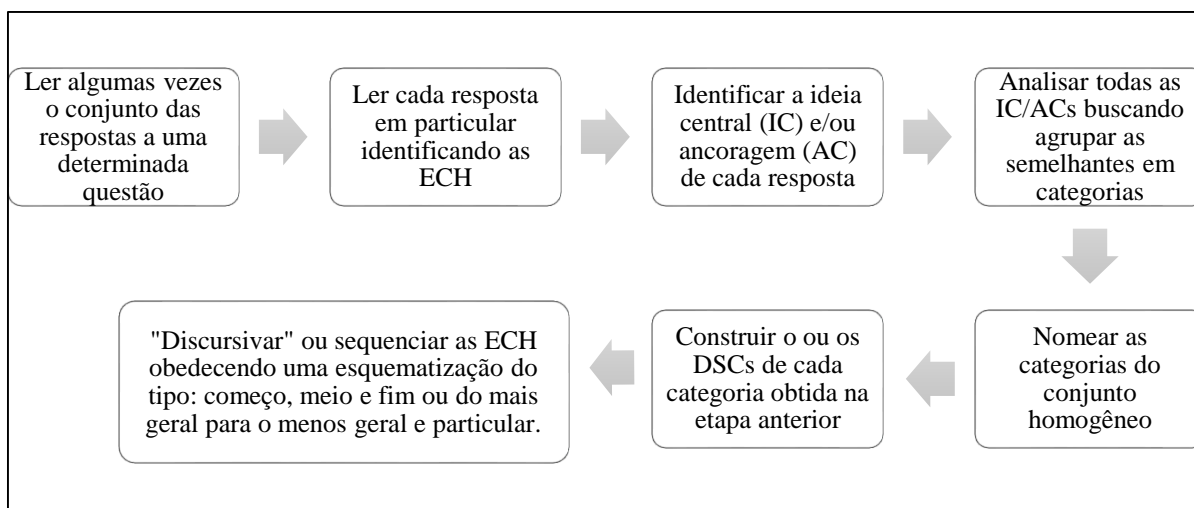 Ler algumas vezes
o conjunto das
respostas a uma
determinada
questão
Ler cada resposta
em particular
identificando as
ECH
Identificar a ideia
central (IC) e/ou
ancoragem (AC)
de cada resposta
Analisar todas as
IC/ACs buscando
agrupar as
semelhantes em
categorias
Nomear as
categorias do
conjunto
homogêneo
Construir o ou os
DSCs de cada
categoria obtida na
etapa anterior
"Discursivar" ou sequenciar as ECH
obedecendo uma esquematização do
tipo: começo, meio e fim ou do mais
geral para o menos geral e particular.